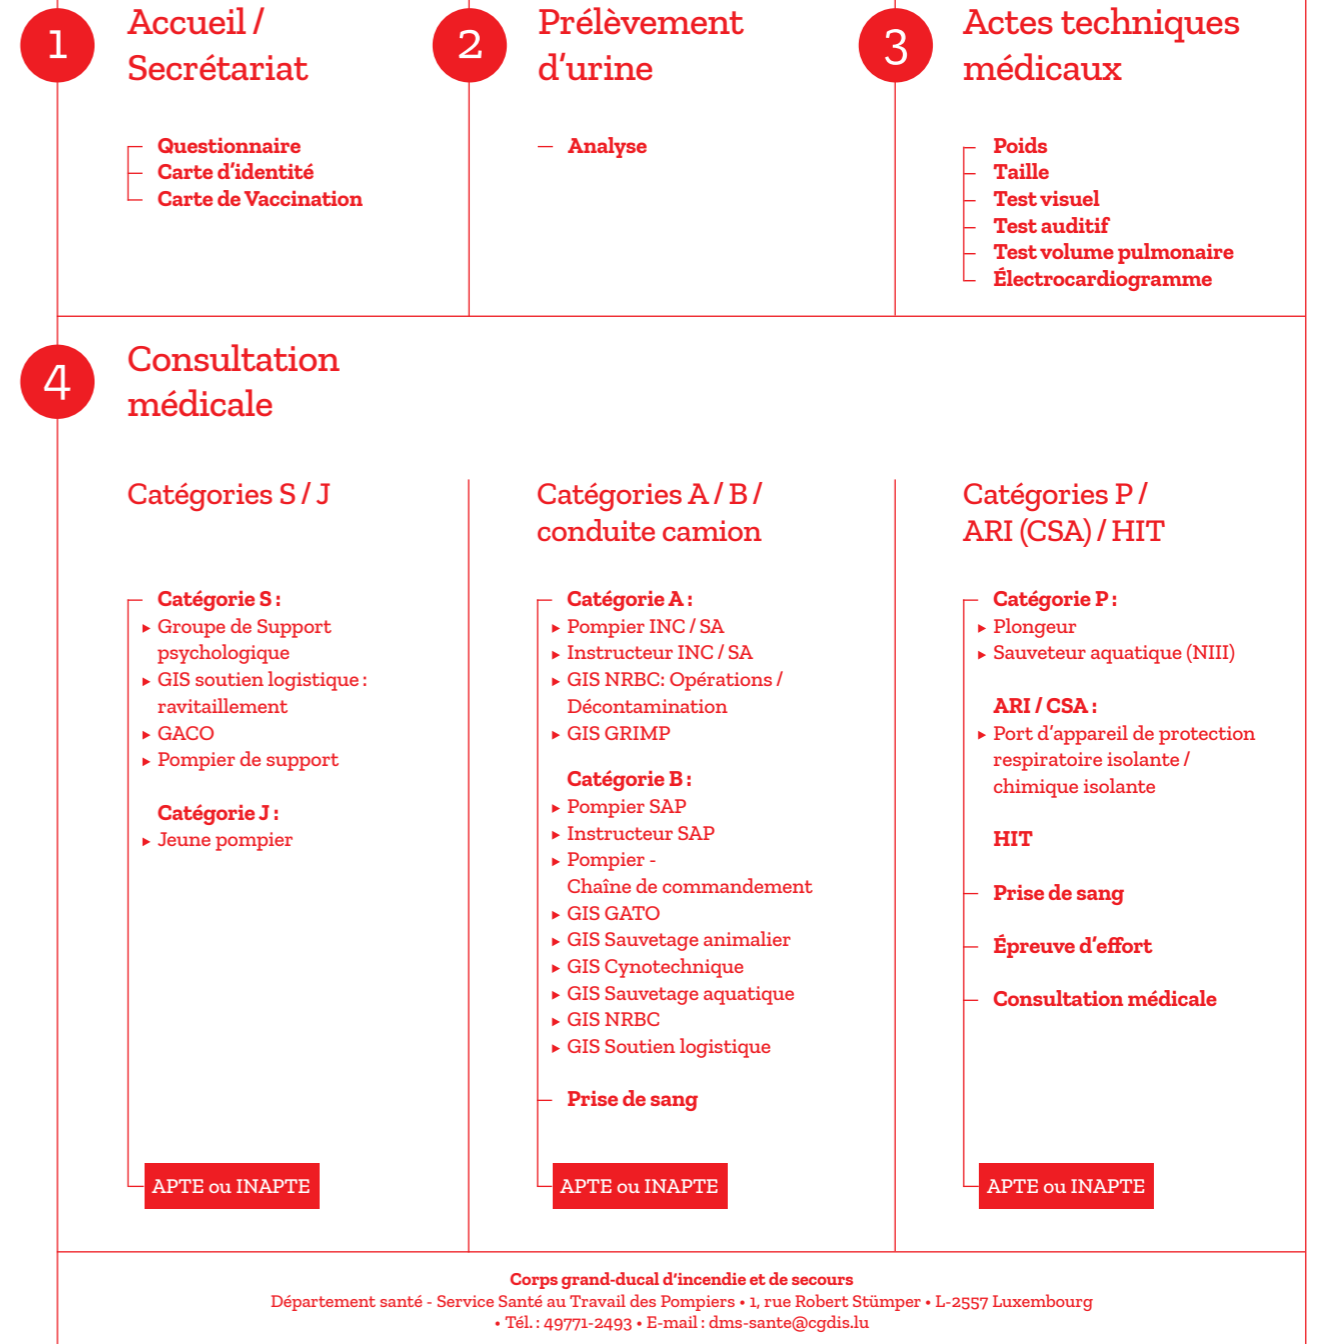 1
Accueil /
Secrétariat
Questionnaire
Carte d'identité
Carte de Vaccination
2
Prélèvement
d'urine
Analyse
3
Actes techniques
médicaux
Poids
Taille
Test visuel
Test auditif
Test volume pulmonaire
Électrocardiogramme
4
Consultation
médicale
Catégories S / J
Catégorie S :
▸ Groupe de Support
psychologique
▸ GIS soutien logistique :
ravitaillement
▸ GACO
▸ Pompier de support
Catégorie J :
▸ Jeune pompier
APTE ou INAPTE
Catégories A / B /
conduite camion
Catégorie A :
▸ Pompier INC / SA
▸ Instructeur INC / SA
▸ GIS NRBC: Opérations /
Décontamination
▸ GIS GRIMP
Catégorie B :
▸ Pompier SAP
▸ Instructeur SAP
▸ Pompier -
Chaîne de commandement
▸ GIS GATO
▸ GIS Sauvetage animalier
▸ GIS Cynotechnique
▸ GIS Sauvetage aquatique
▸ GIS NRBC
▸ GIS Soutien logistique
Prise de sang
APTE ou INAPTE
Catégories P /
ARI (CSA) / HIT
Catégorie P :
▸ Plongeur
▸ Sauveteur aquatique (NIII)
ARI / CSA :
▸ Port d'appareil de protection
respiratoire isolante /
chimique isolante
HIT
Prise de sang
Épreuve d'effort
Consultation médicale
APTE ou INAPTE
Corps grand-ducal d'incendie et de secours
Département santé - Service Santé au Travail des Pompiers • 1, rue Robert Stümper • L-2557 Luxembourg
• Tél. : 49771-2493 • E-mail : dms-sante@cgdis.lu